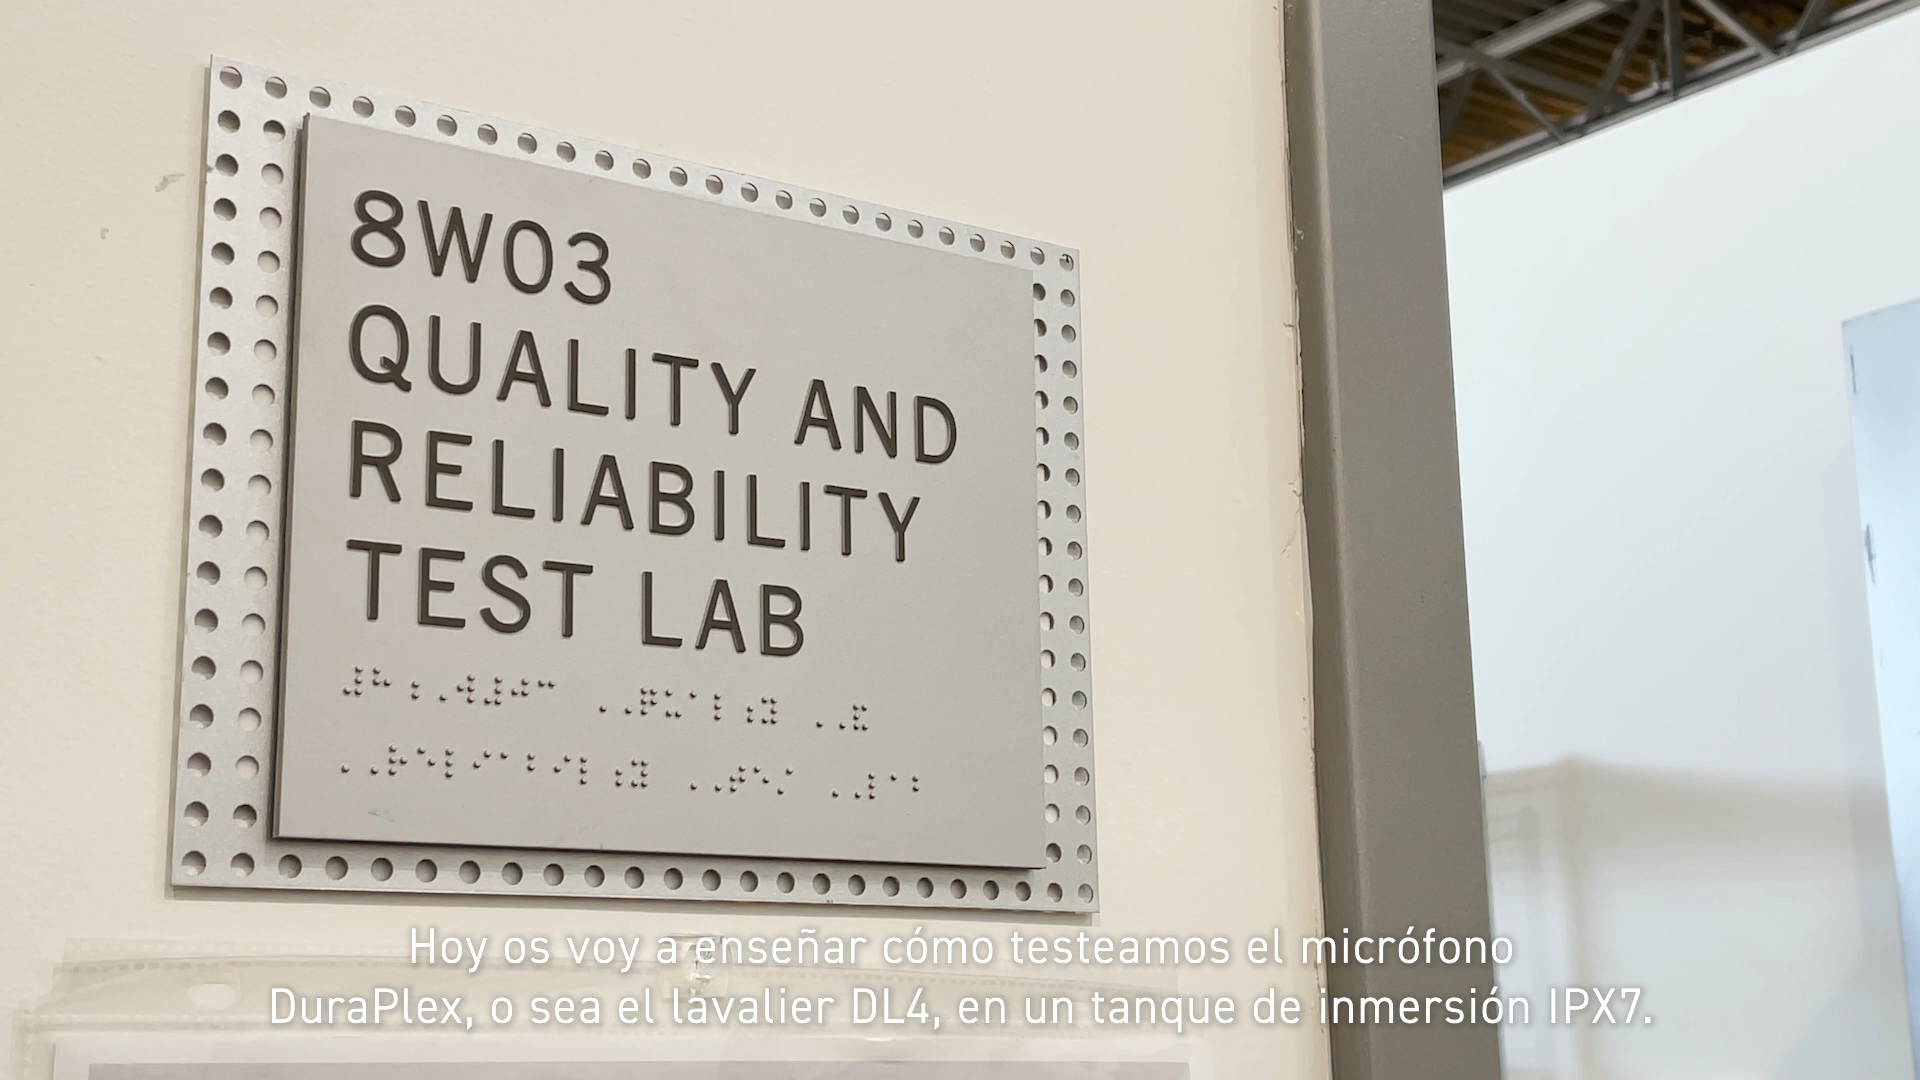 8W03
QUALITY AND
RELIABILITY
TEST LAB
Hoy os voy a enseñar cómo testeamos el micrófono
DuraPlex, o sea el lavalier DL4, en un tanque de inmersión IPX7.